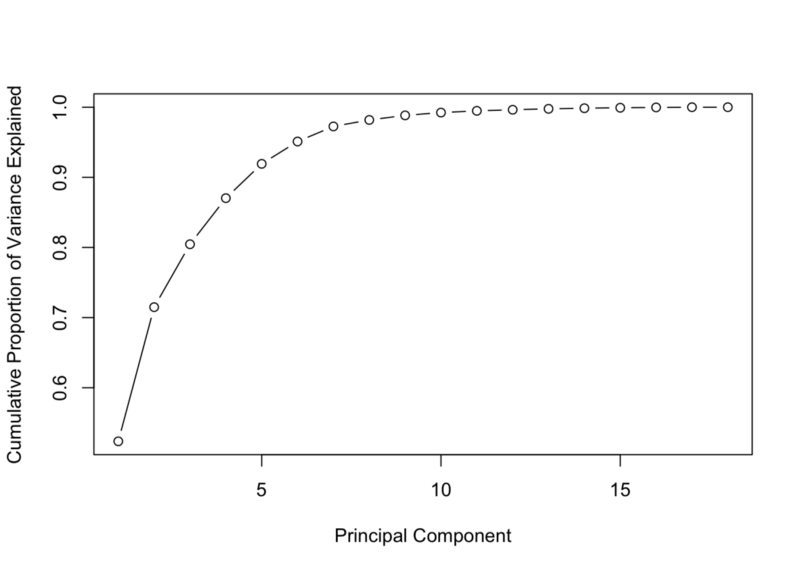 Cumulative Proportion of Variance Explained
1.0
0.9
0.8
0.7
0.6
5 10 15
Principal Component